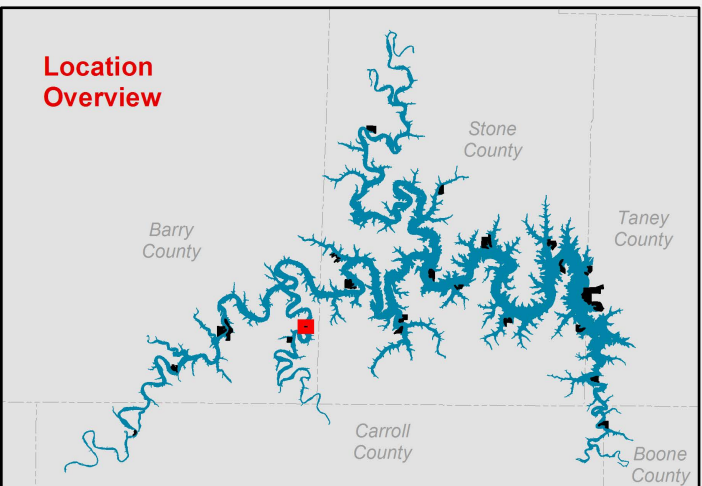 Location
Overview
Stone
County
Taney
County
Barry
County
Carroll
County
Boone
County